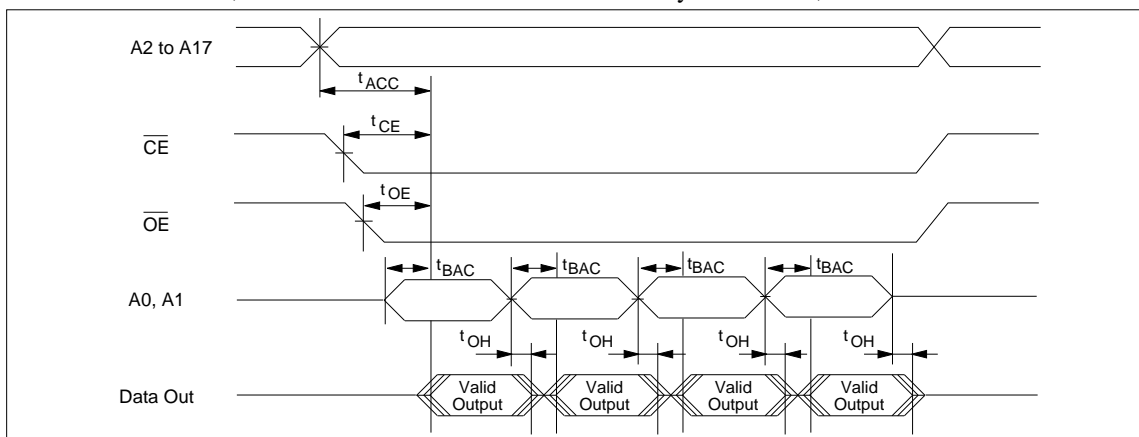 A2 to A17
tACC
CE
tCE
OE
tOE
A0, A1
tBAC
tBAC
tBAC
tBAC
tOH
tOH
tOH
tOH
Data Out
Valid
Output
Valid
Output
Valid
Output
Valid
Output